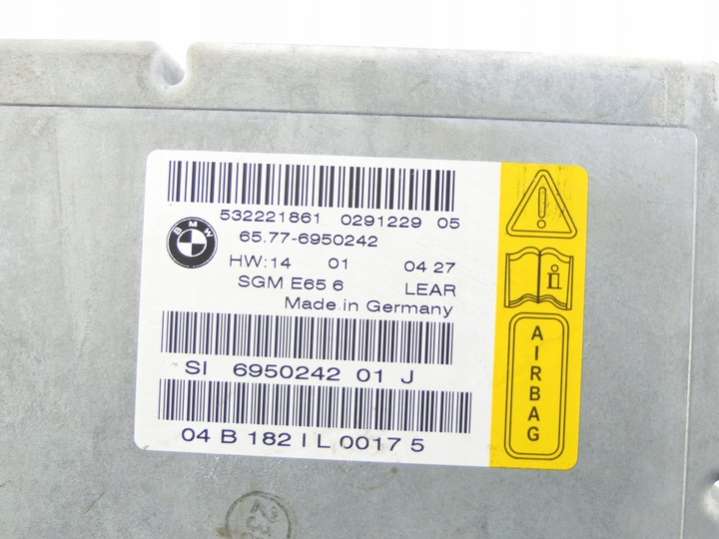 532221861 0291229 05
BMW
65.77-6950242
HW:14 01 04 27
SGM E65 6 LEAR
Made in Germany
SI 6950242 01 J
04 B 182 I L 0017 5
AIRBAG